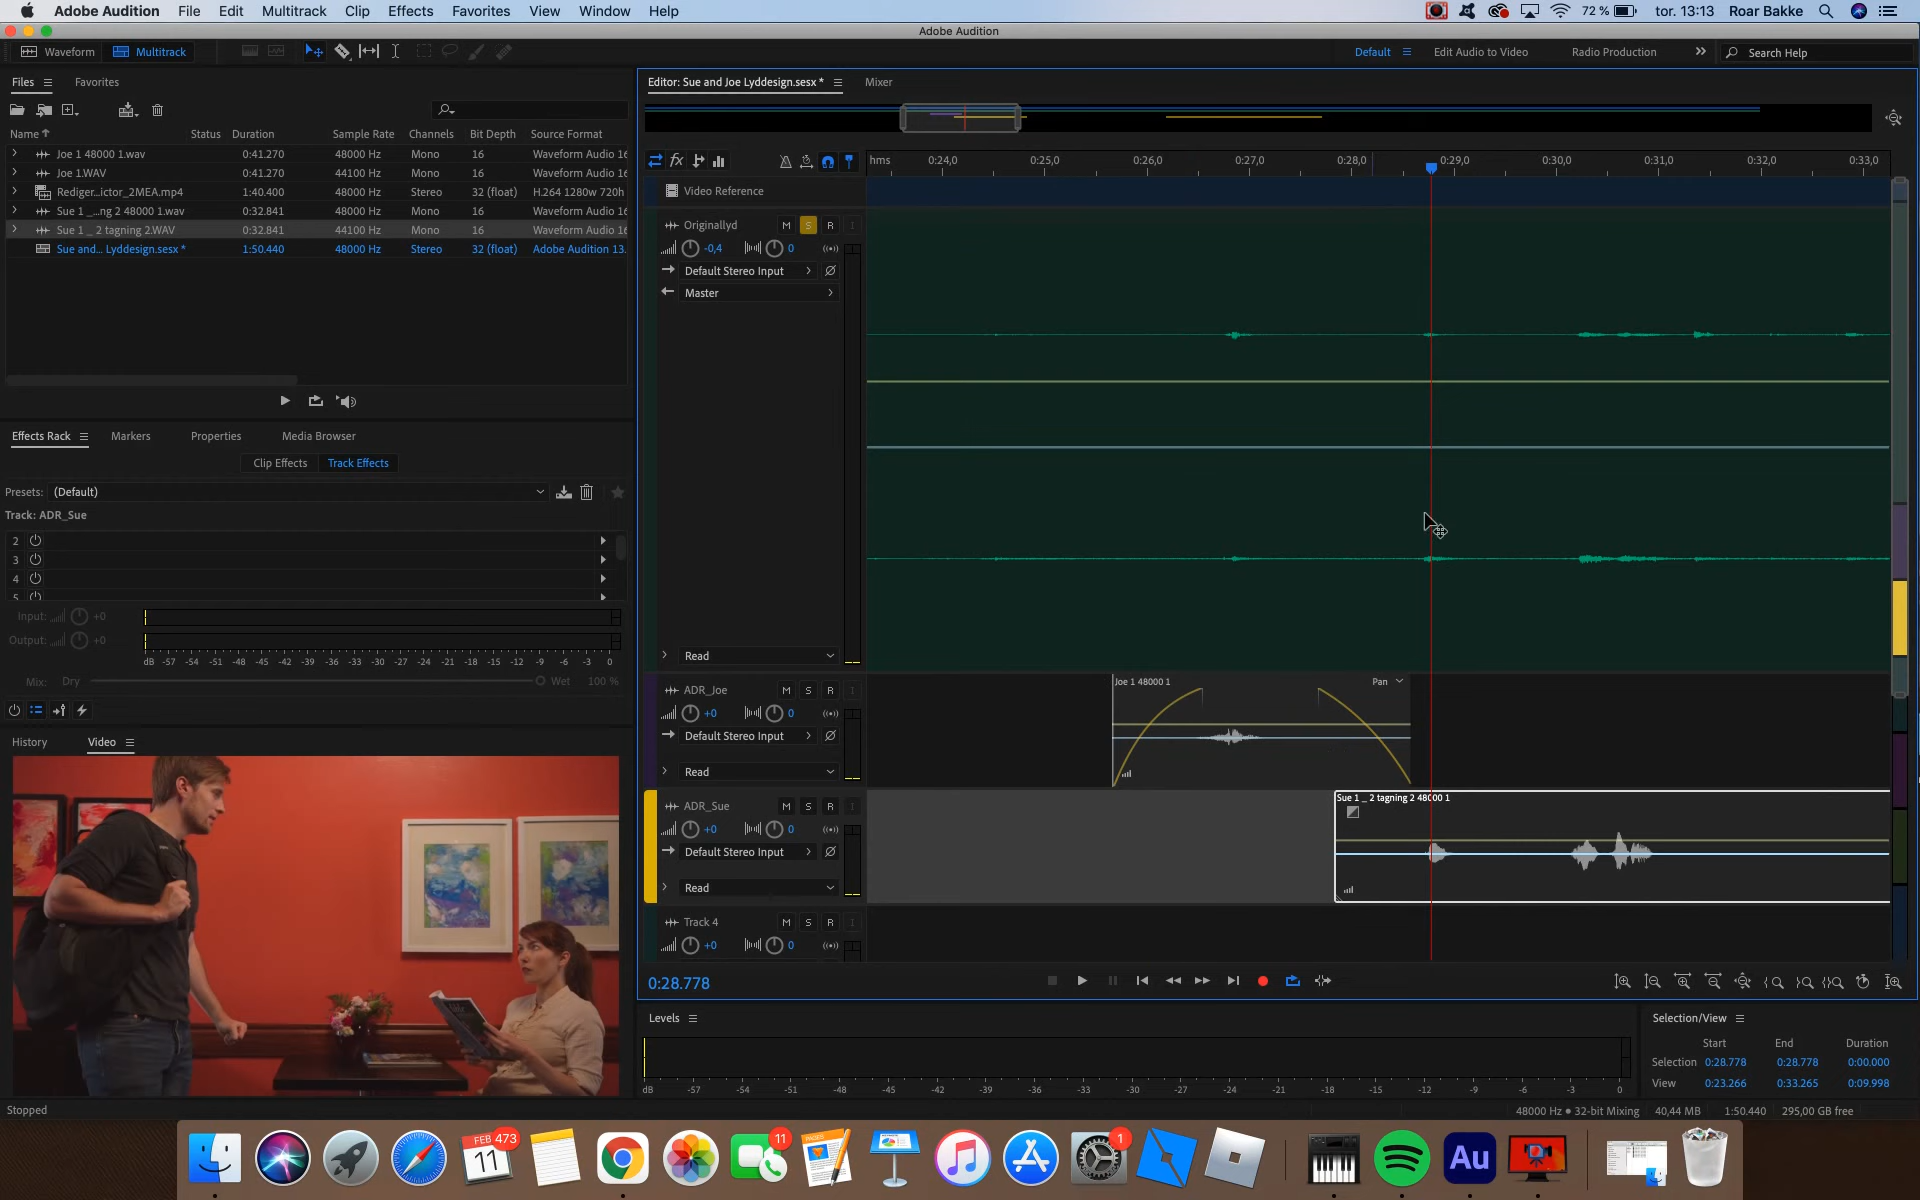 Adobe Audition File Edit Multitrack Clip Effects Favorites View Window Help 72 % tor. 13:13 Roar Bakke
Adobe Audition
Waveform Multitrack Default Edit Audio to Video Radio Production Search Help
Files Favorites
Name Status Duration Sample Rate Channels Bit Depth Source Format
Joe 1 48000 1.wav 0:41.270 48000 Hz Mono 16 Waveform Audio 16
Joe 1.WAV 0:41.270 44100 Hz Mono 16 Waveform Audio 16
Rediger...ictor_2MEA.mp4 1:40.400 48000 Hz Stereo 32 (float) H.264 1280w 720h
Sue 1 _...ng 2 48000 1.wav 0:32.841 48000 Hz Mono 16 Waveform Audio 16
Sue 1 _ 2 tagning 2.WAV 0:32.841 44100 Hz Mono 16 Waveform Audio 16
Sue and... Lyddesign.sesx * 1:50.440 48000 Hz Stereo 32 (float) Adobe Audition 13.
Effects Rack Markers Properties Media Browser
Clip Effects Track Effects
Presets: (Default)
Track: ADR_Sue
2
3
4
5
Input: +0
Output: +0
dB -57 -54 -51 -48 -45 -42 -39 -36 -33 -30 -27 -24 -21 -18 -15 -12 -9 -6 -3 0
Mix: Dry Wet 100 %
History Video
Editor: Sue and Joe Lyddesign.sesx * Mixer
fx hms 0:24,0 0:25,0 0:26,0 0:27,0 0:28,0 0:29,0 0:30,0 0:31,0 0:32,0 0:33,0
Video Reference
Originallyd M S R I
-0,4 0
Default Stereo Input
Master
Read
ADR_Joe M S R I
+0 0
Default Stereo Input
Read
Joe 1 48000 1 Pan
ADR_Sue M S R I
+0 0
Default Stereo Input
Read
Sue 1 _ 2 tagning 2 48000 1
Track 4 M S R I
+0 0
0:28.778
Levels
dB -57 -54 -51 -48 -45 -42 -39 -36 -33 -30 -27 -24 -21 -18 -15 -12 -9 -6 -3 0
Selection/View
Start End Duration
Selection 0:28.778 0:28.778 0:00.000
View 0:23.266 0:33.265 0:09.998
Stopped 48000 Hz ● 32-bit Mixing 40,44 MB 1:50.440 295,00 GB free
FEB 473
11
11
PAGES
1
Au